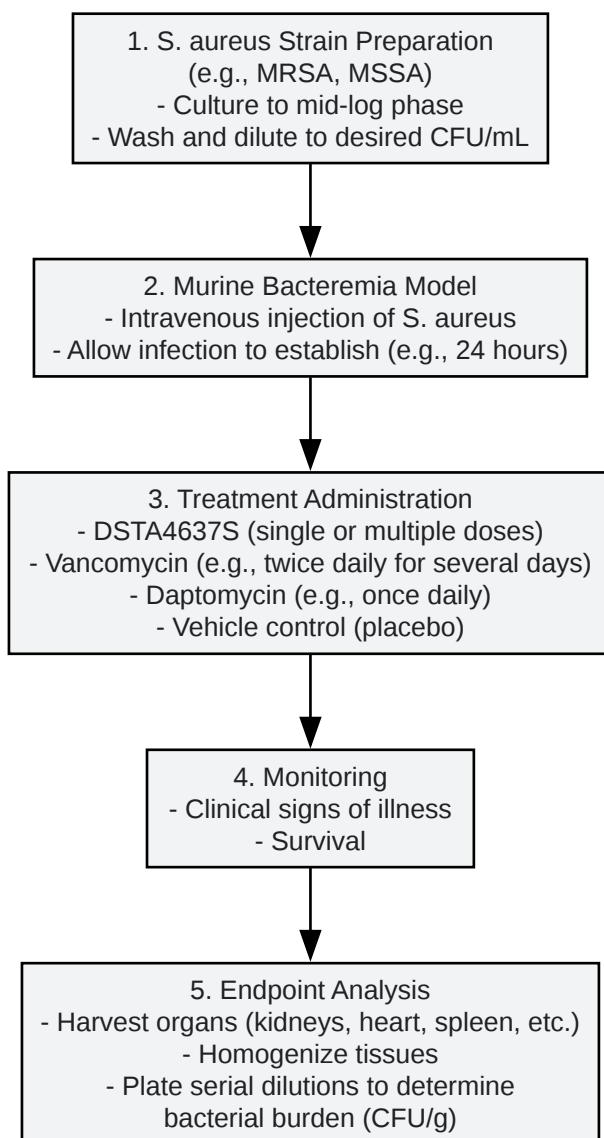 1. S. aureus Strain Preparation
(e.g., MRSA, MSSA)
- Culture to mid-log phase
- Wash and dilute to desired CFU/mL
2. Murine Bacteremia Model
- Intravenous injection of S. aureus
- Allow infection to establish (e.g., 24 hours)
3. Treatment Administration
- DSTA4637S (single or multiple doses)
- Vancomycin (e.g., twice daily for several days)
- Daptomycin (e.g., once daily)
- Vehicle control (placebo)
4. Monitoring
- Clinical signs of illness
- Survival
5. Endpoint Analysis
- Harvest organs (kidneys, heart, spleen, etc.)
- Homogenize tissues
- Plate serial dilutions to determine
bacterial burden (CFU/g)